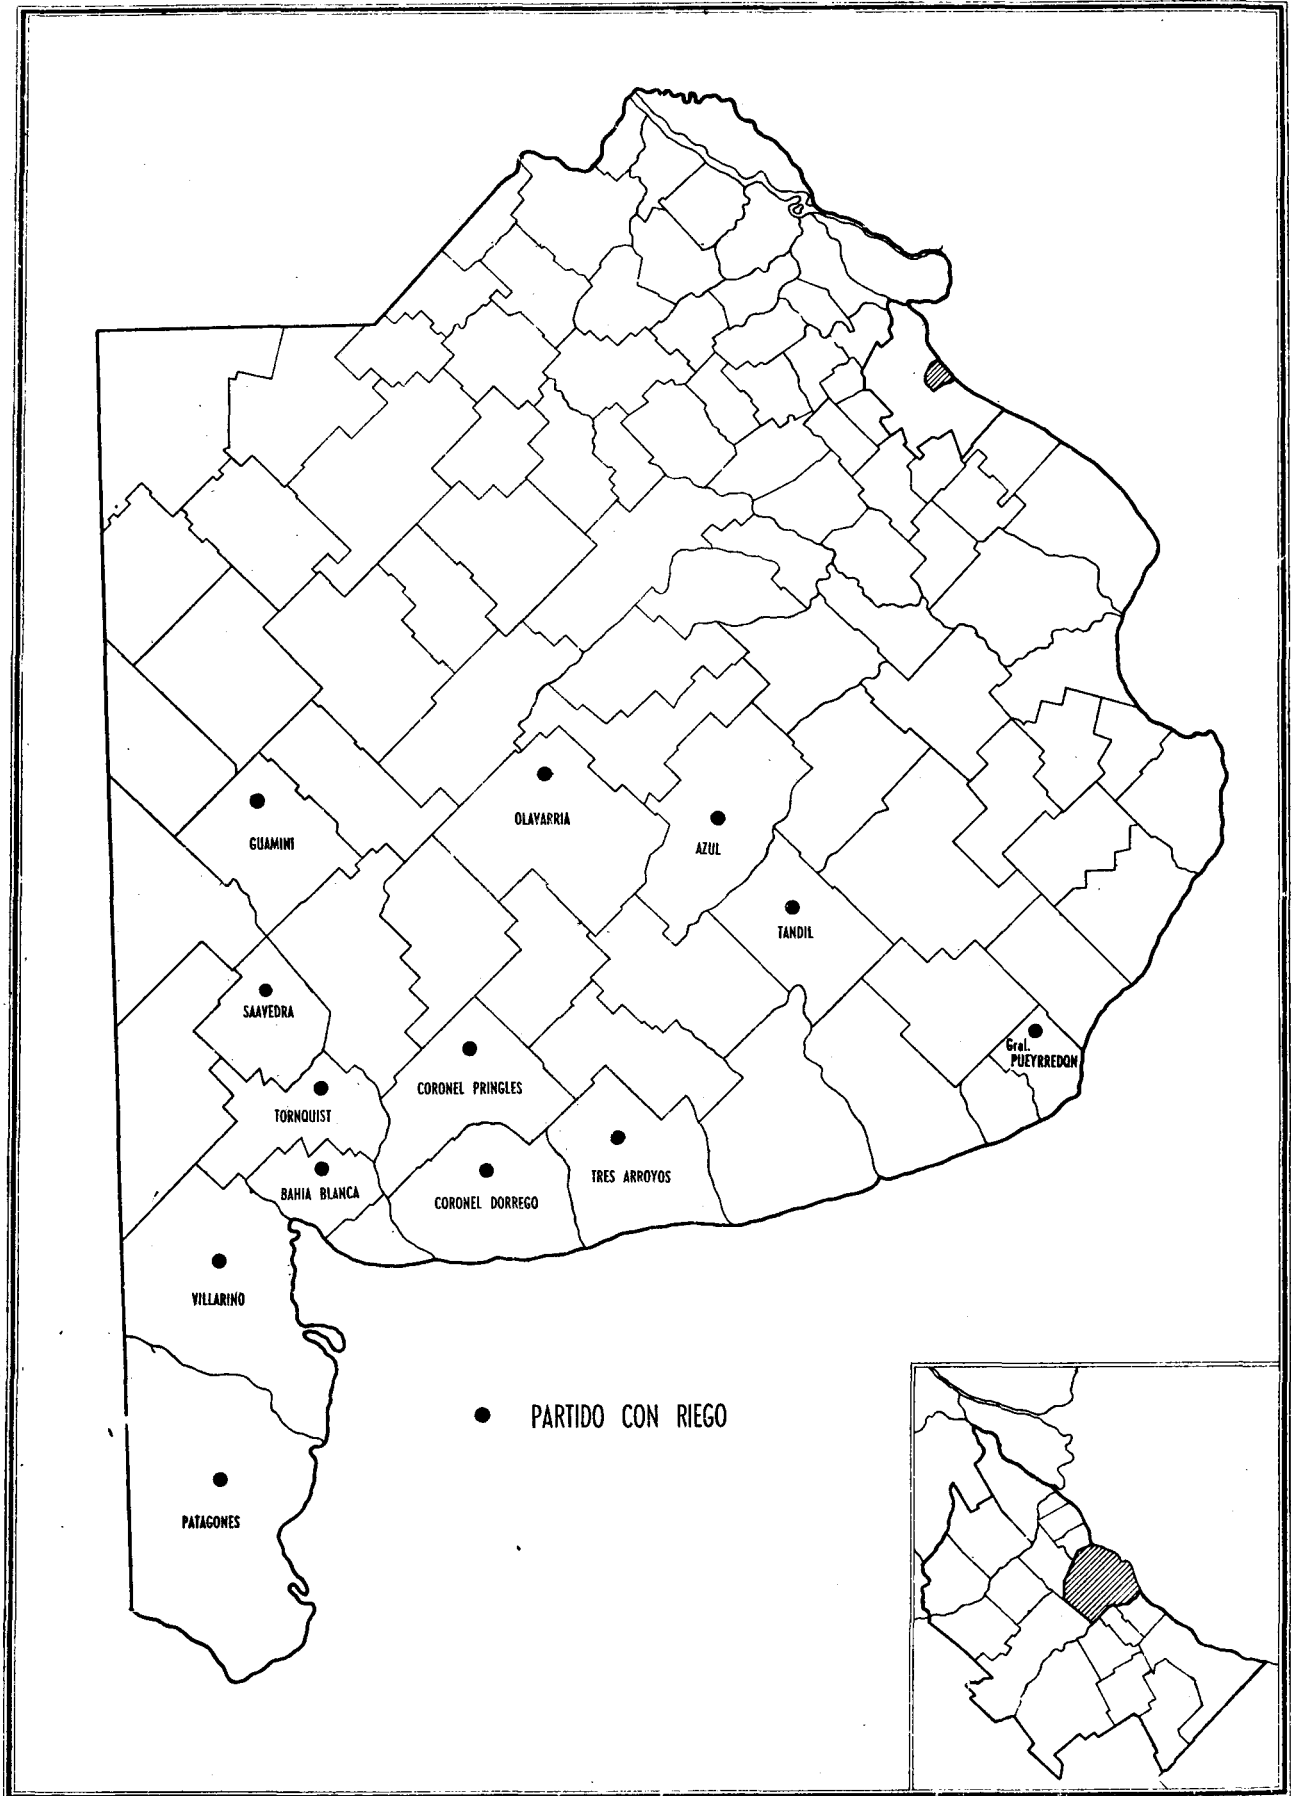 OLAVARRIA
GUAMINI
AZUL
TANDIL
SAAVEDRA
Gral.
PUEYRREDON
CORONEL PRINGLES
TORNQUIST
TRES ARROYOS
BAHIA BLANCA
CORONEL DORREGO
VILLARINO
PARTIDO CON RIEGO
PATAGONES